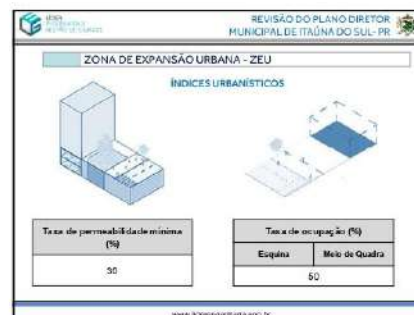 LÍDER
REVISÃO DO PLANO DIRETOR
MUNICIPAL DE ITAÚNA DO SUL- PR
ZONA DE EXPANSÃO URBANA - ZEU
ÍNDICES URBANÍSTICOS
Taxa de permeabilidade mínima
(%)
30
Taxa de ocupação (%)
Esquina Meio de Quadra
50